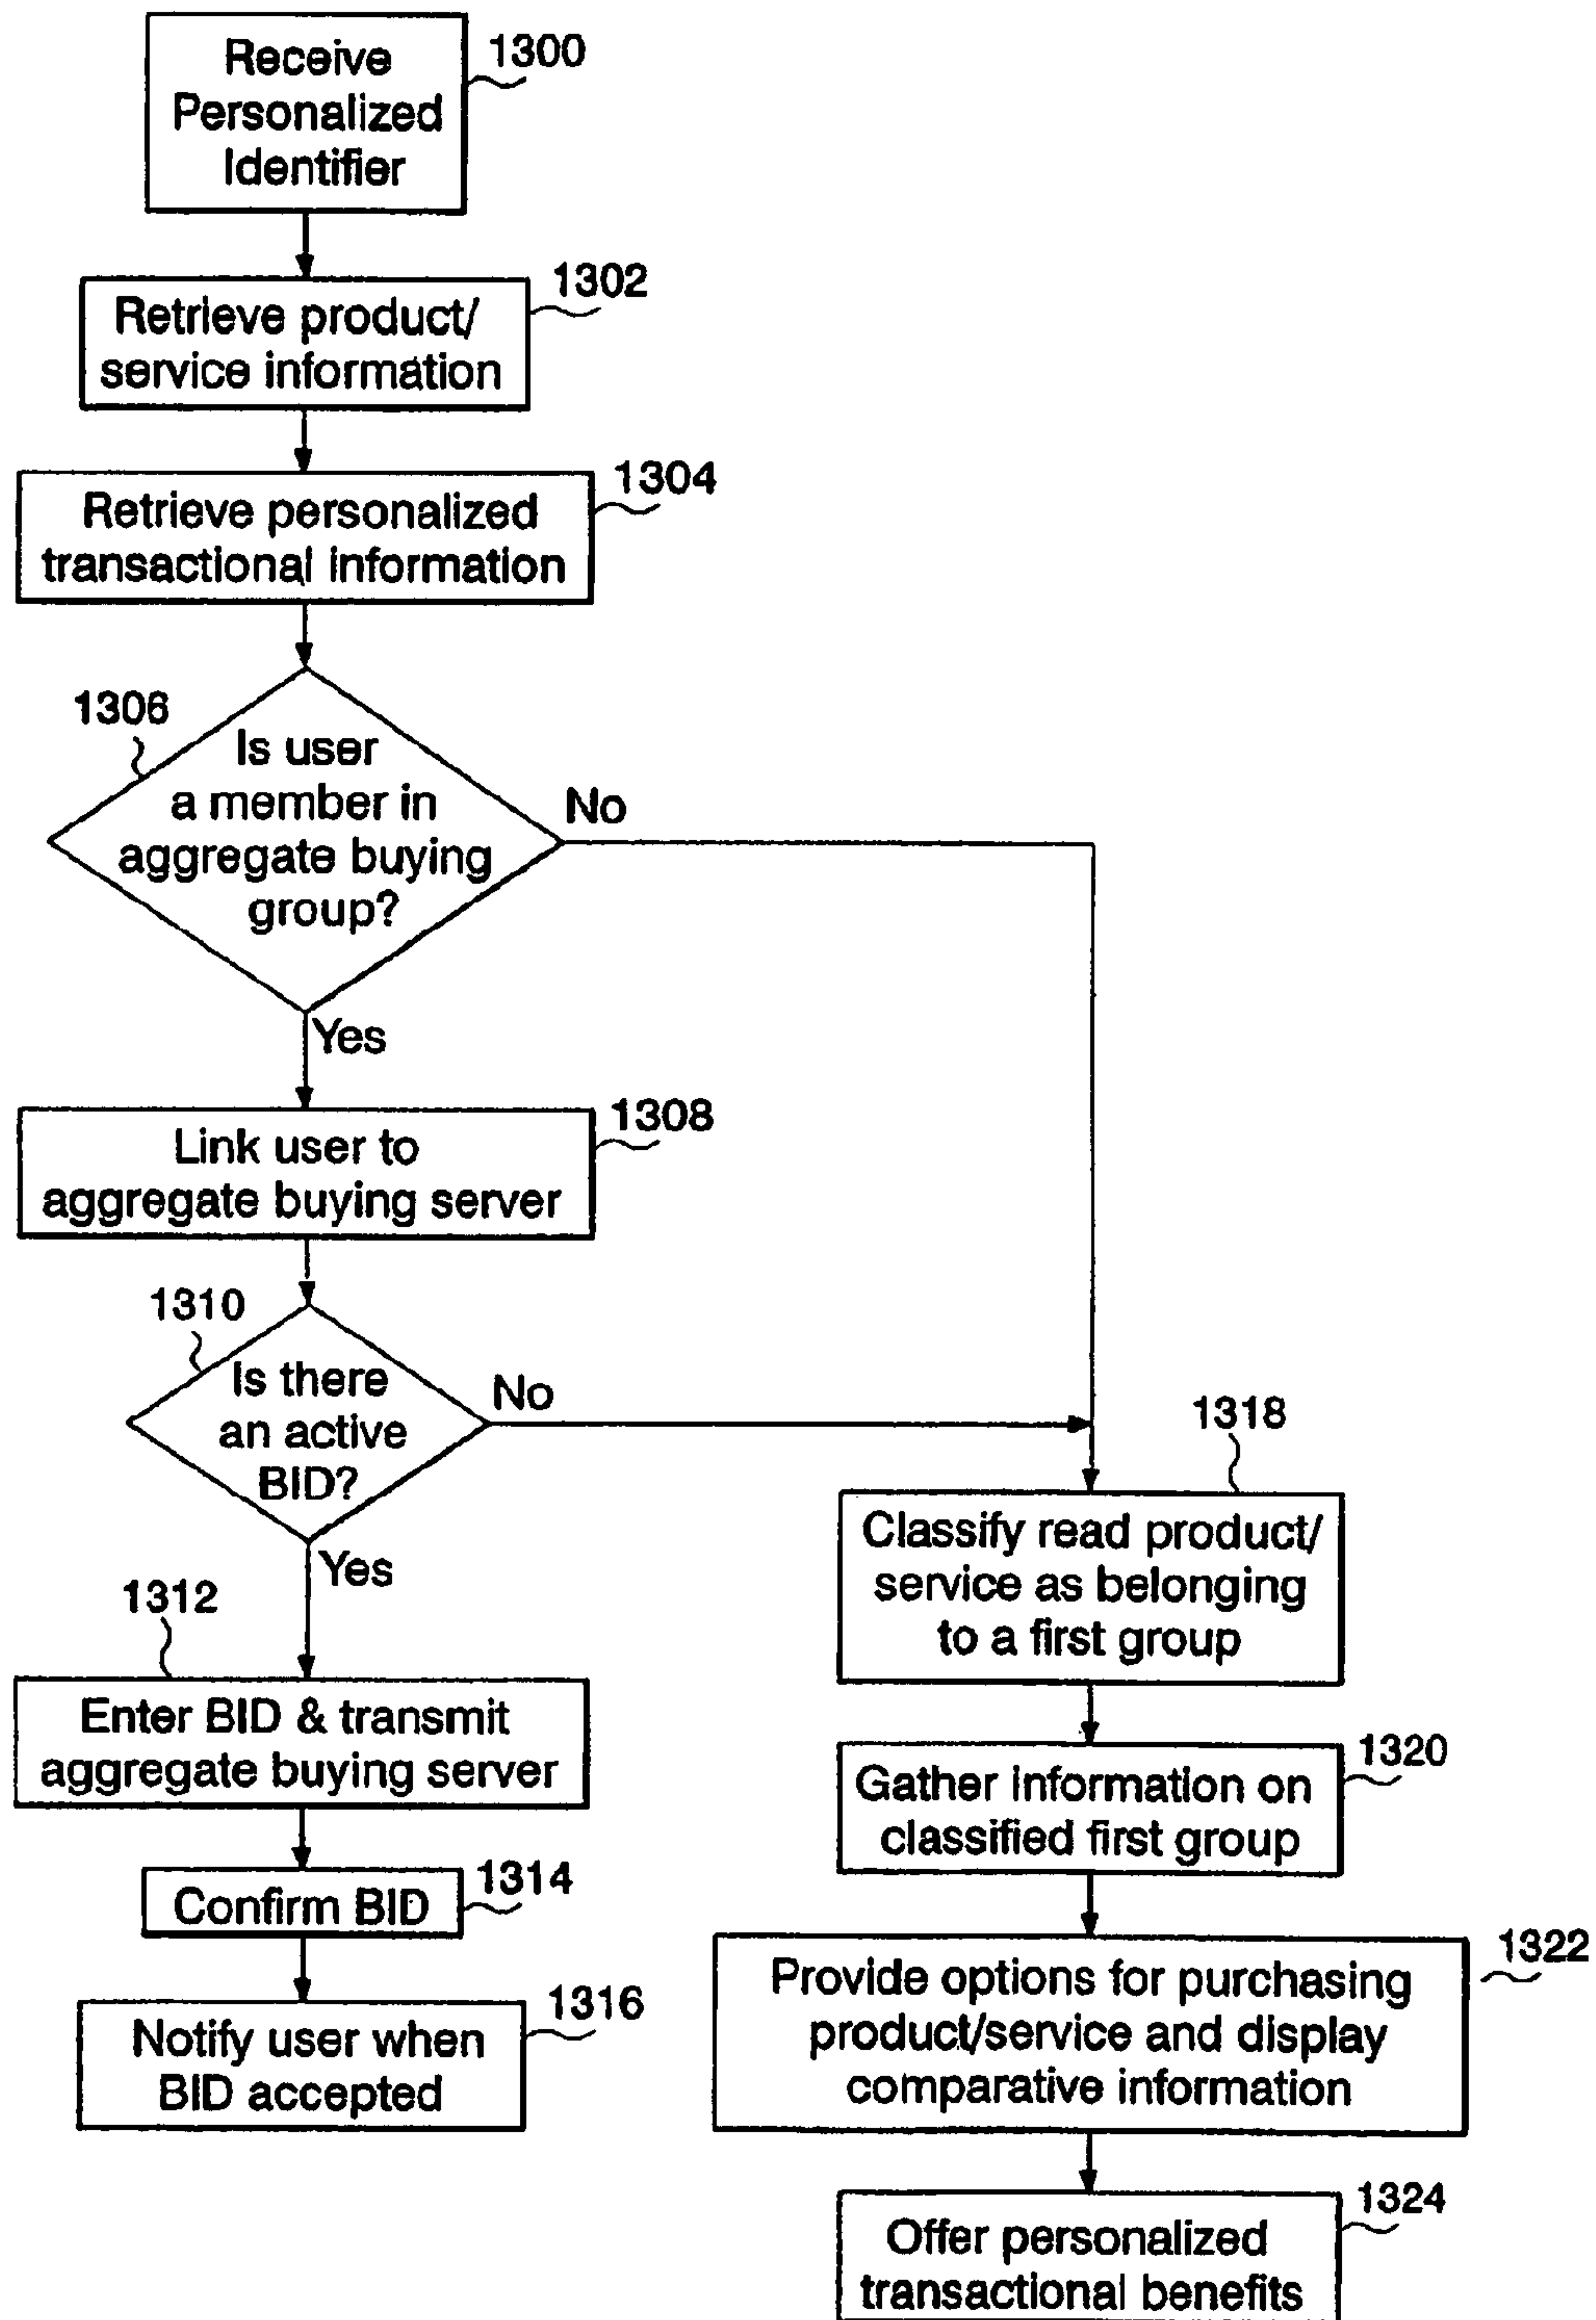 Receive
Personalized
Identifier
1300
Retrieve product/
service information
1302
Retrieve personalized
transactional information
1304
1306
Is user
a member in
aggregate buying
group?
No
Yes
Link user to
aggregate buying server
1308
1310
Is there
an active
BID?
No
Yes
1312
Enter BID & transmit
aggregate buying server
Confirm BID
1314
Notify user when
BID accepted
1316
1318
Classify read product/
service as belonging
to a first group
Gather information on
classified first group
1320
Provide options for purchasing
product/service and display
comparative information
1322
Offer personalized
transactional benefits
1324